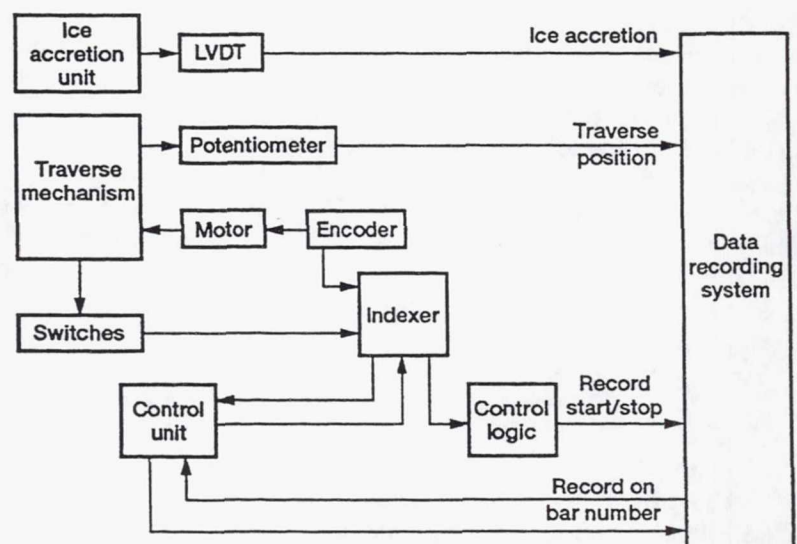 Ice
accretion
unit
LVDT
Ice accretion
Traverse
mechanism
Potentiometer
Traverse
position
Motor
Encoder
Data
recording
system
Switches
Indexer
Control
unit
Control
logic
Record
start/stop
Record on
bar number